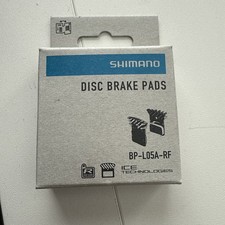 SHIMANO
DISC BRAKE PADS
BP-L05A-RF
R
ICE
TECHNOLOGIES